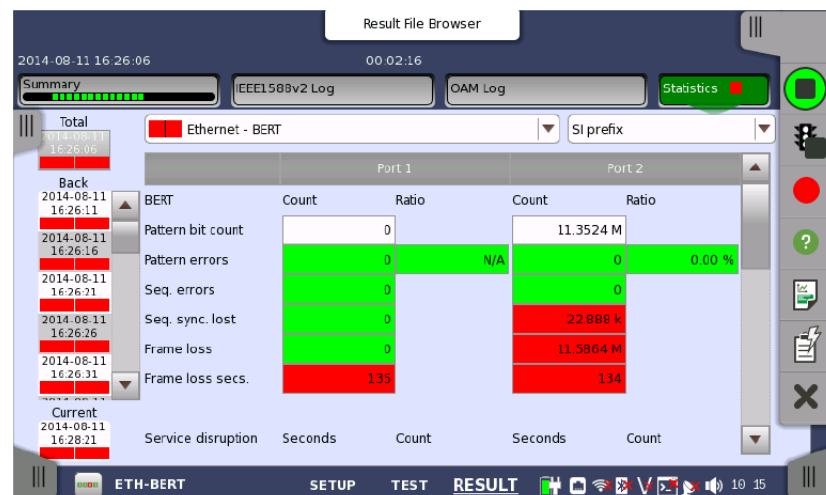 Result File Browser
2014-08-11 16:26:06 00:02:16
Summary IEEE1588v2 Log OAM Log Statistics
Total
2014-08-11
16:26:06
Ethernet - BERT SI prefix
Port 1 Port 2
Back
2014-08-11
16:26:11
2014-08-11
16:26:16
2014-08-11
16:26:21
2014-08-11
16:26:26
2014-08-11
16:26:31
Current
2014-08-11
16:28:21
BERT Count Ratio Count Ratio
Pattern bit count 0 11.3524 M
Pattern errors 0 N/A 0 0.00 %
Seq. errors 0 0
Seq. sync. lost 0 22.888 k
Frame loss 0 11.5864 M
Frame loss secs. 135 134
Service disruption Seconds Count Seconds Count
ETH-BERT SETUP TEST RESULT 10 15